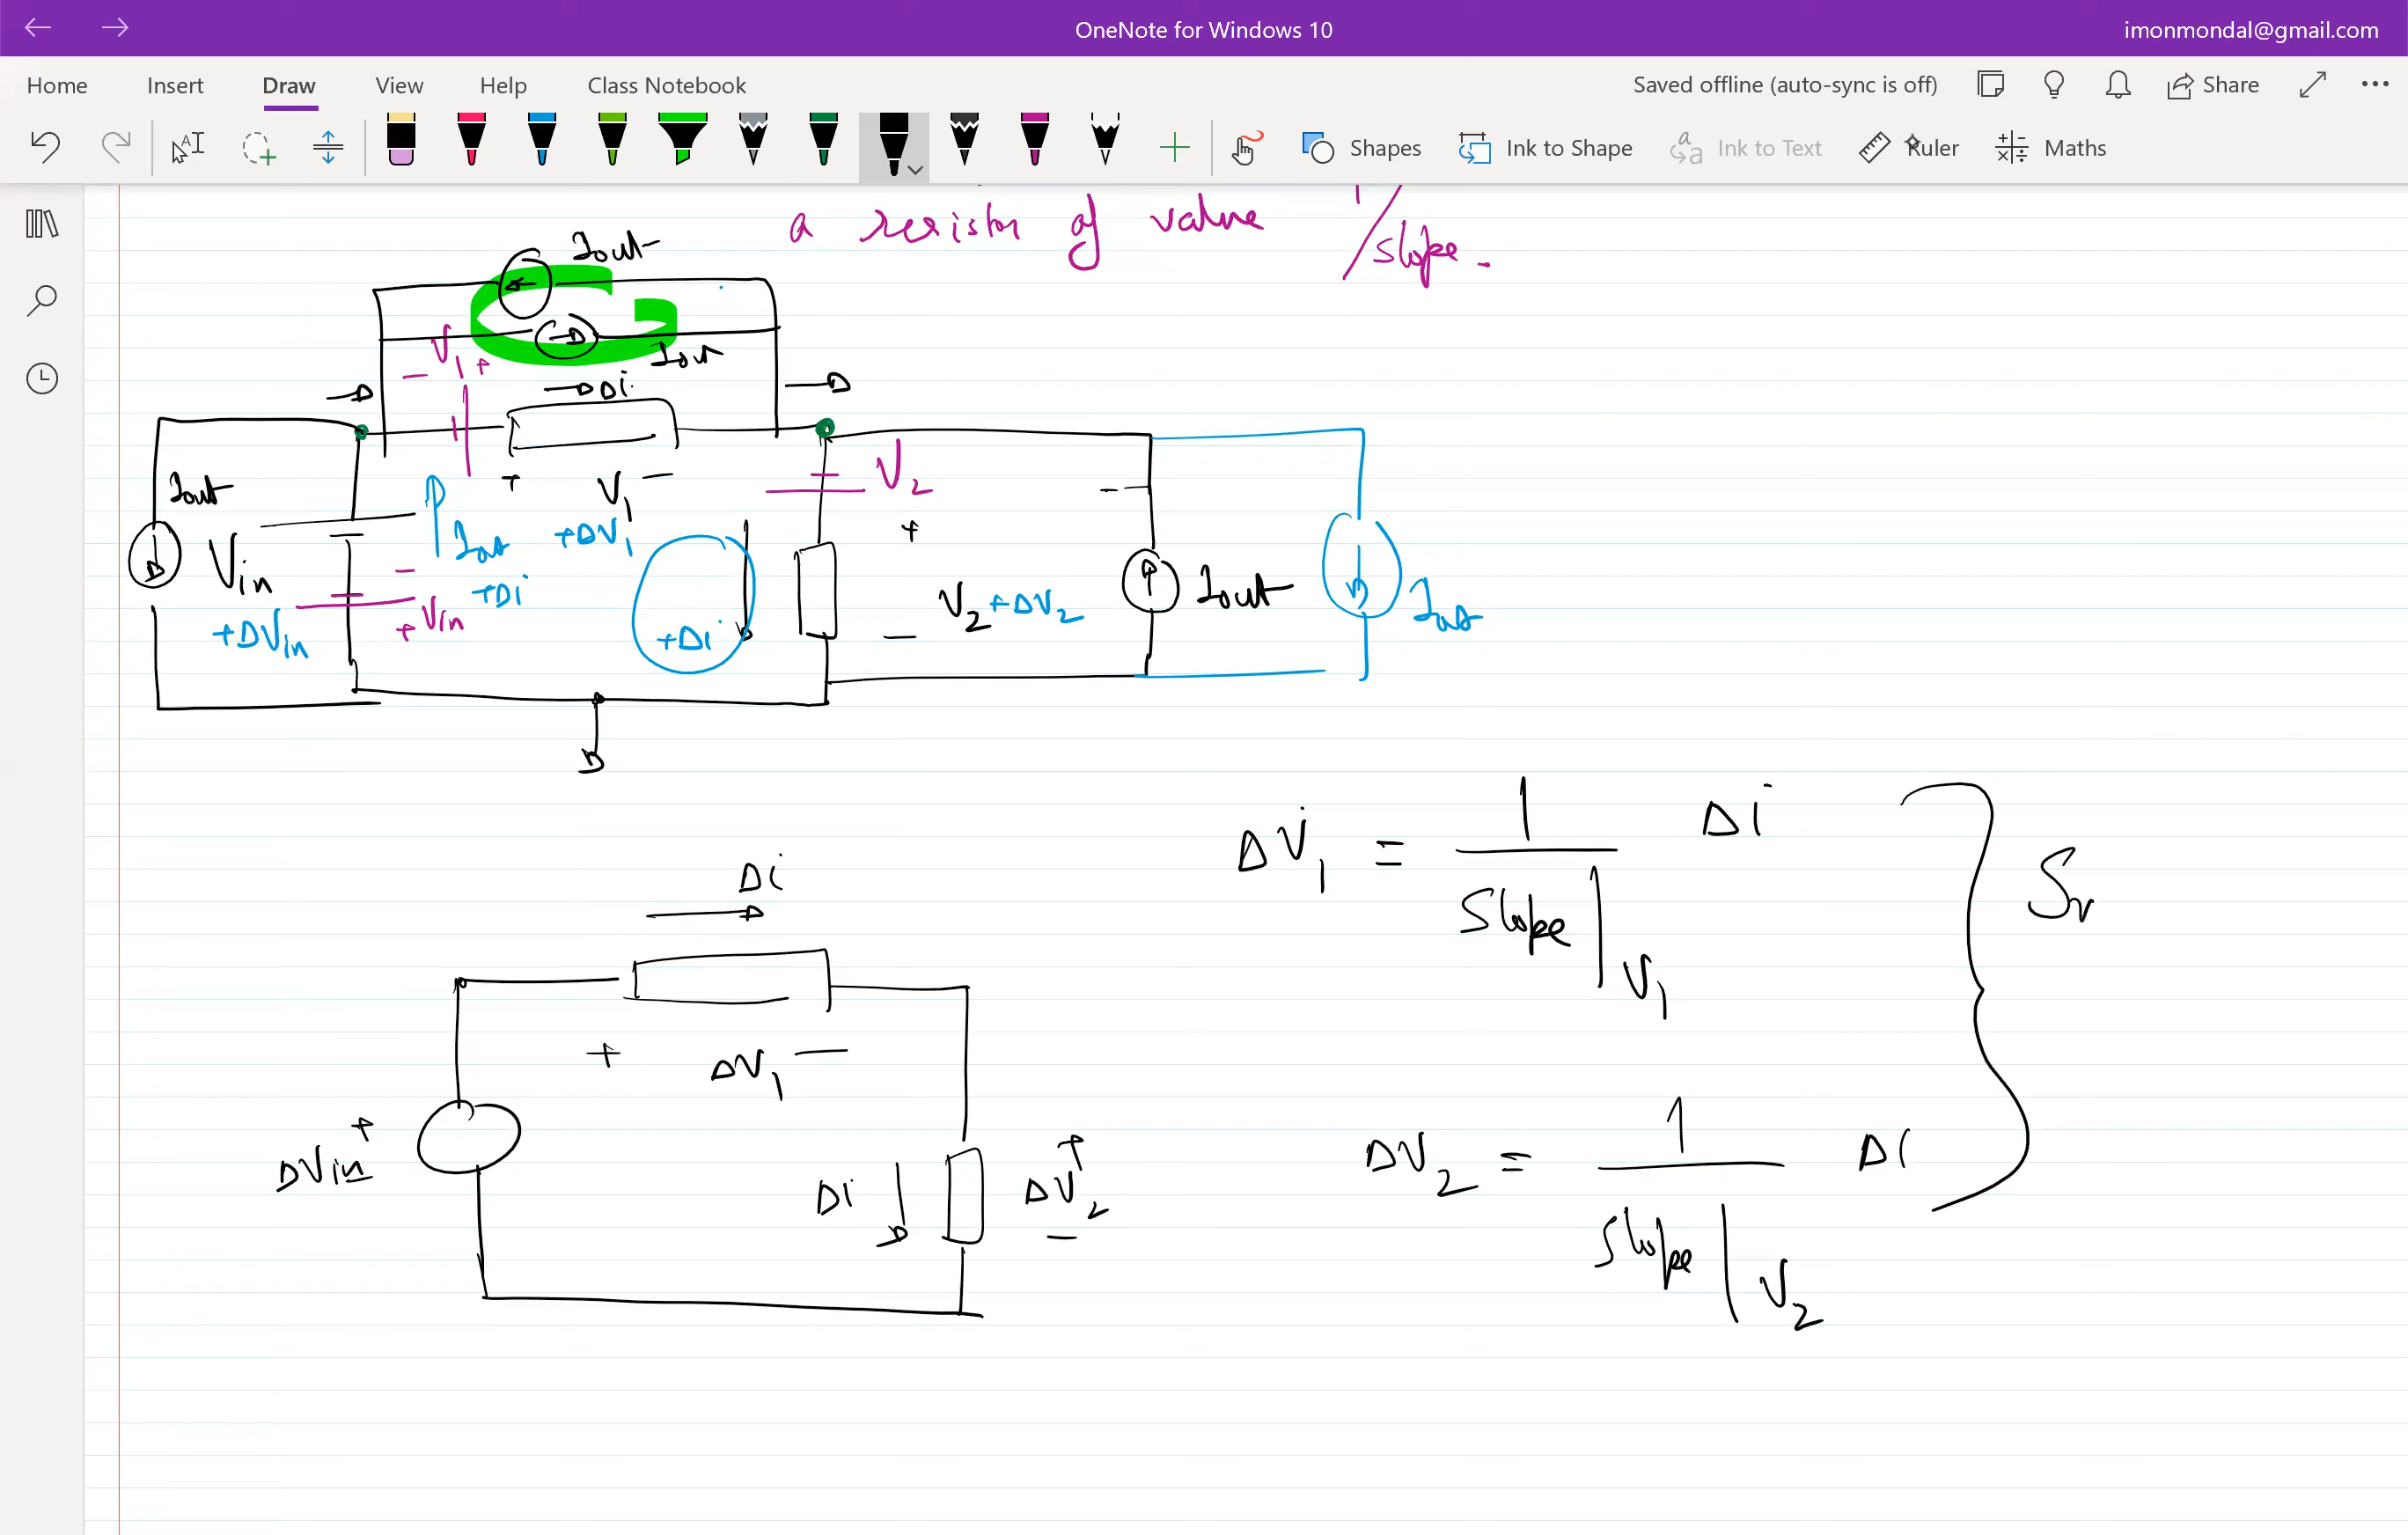 OneNote for Windows 10
imonmondal@gmail.com
Home Insert Draw View Help Class Notebook
Saved offline (auto-sync is off) Share
Shapes Ink to Shape Ink to Text Ruler Maths
a resistor of value 1/slope.
Iout
- V1 +
Iout
Δi
Iout
+ V1 -
V2
+ΔV1
Vin
Iout
+Δi
+
-
+ΔVin
+ Vin
+Δi
V2 +ΔV2
-
Iout
Iout
ΔV1 = 1 Δi
slope | V1
Δi
+ ΔV1 -
ΔVin
+
Δi
+
ΔV2
-
ΔV2 = 1 Δi
slope | V2